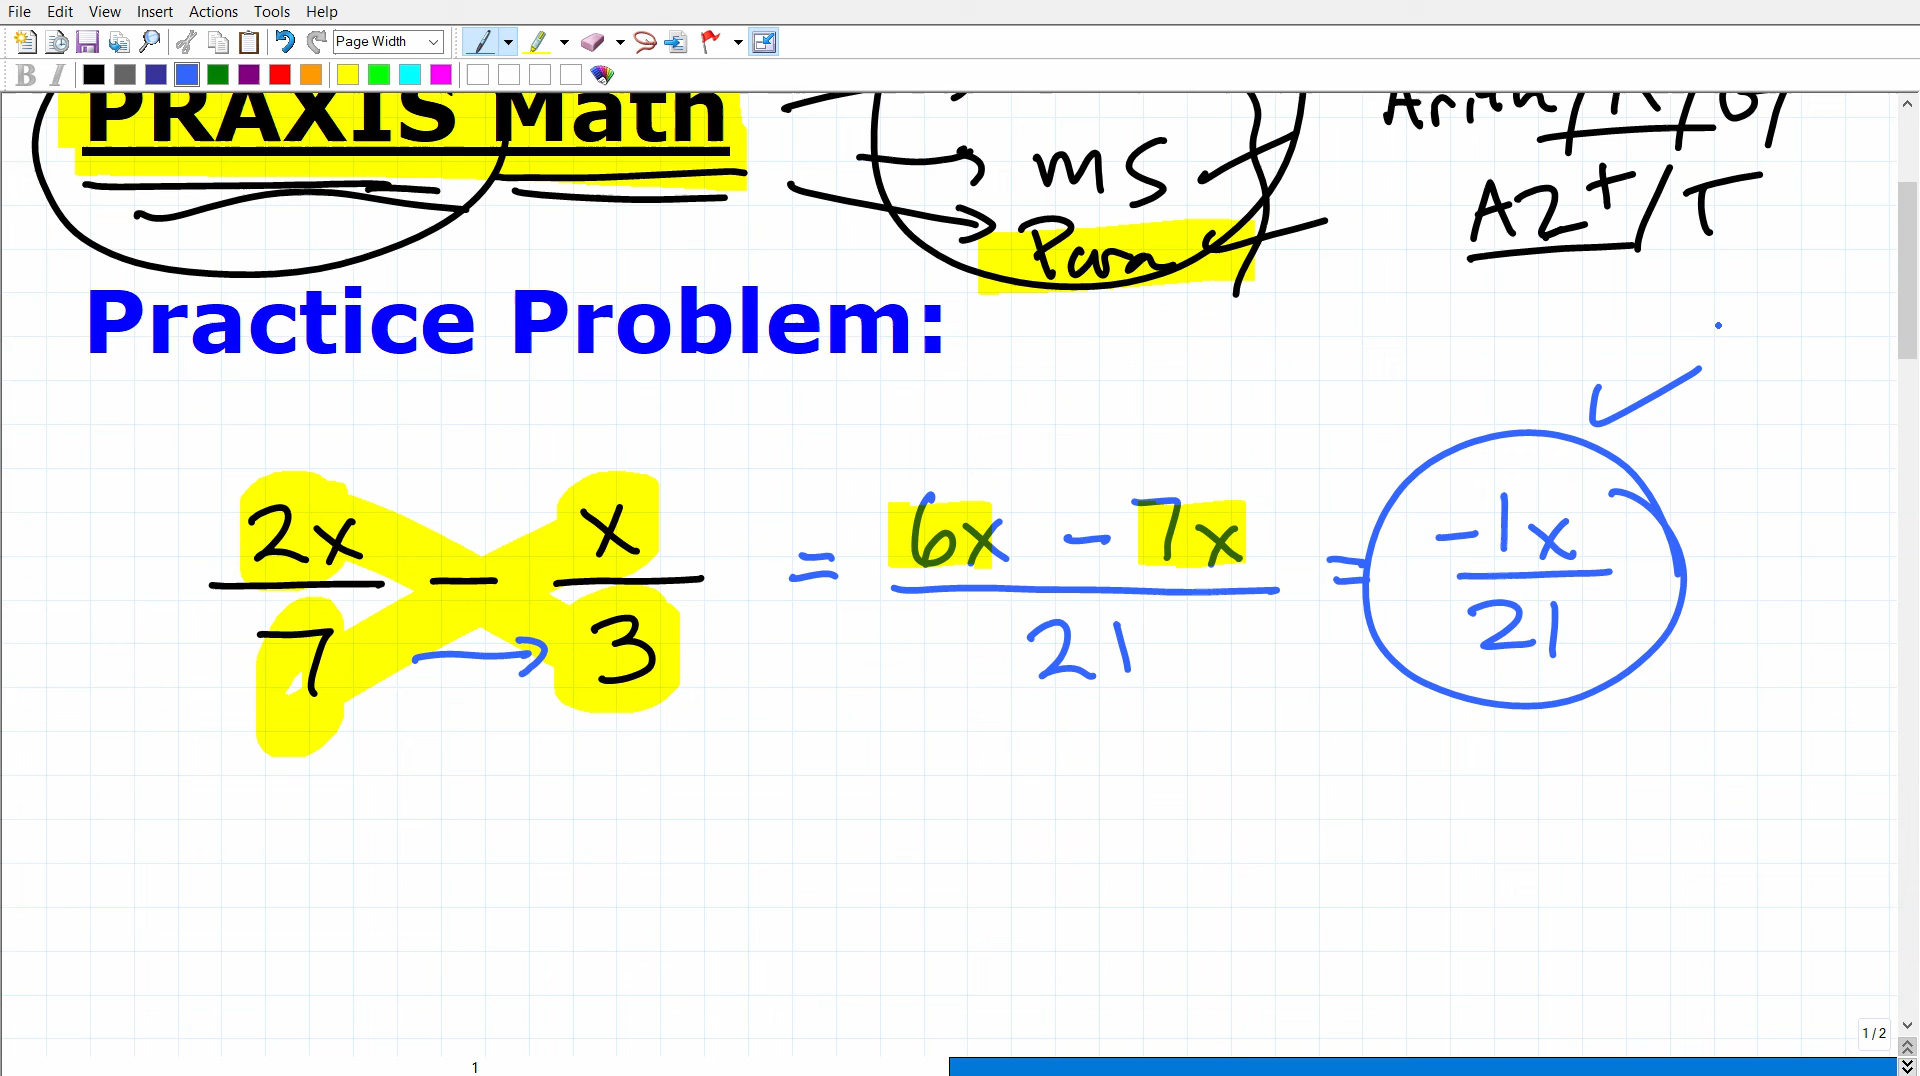 File Edit View Insert Actions Tools Help
Page Width
B I
PRAXIS Math
MS
Para
A2+/T
Practice Problem:
2x/7 − x/3 = (6x − 7x)/21 = −1x/21
1/2
1